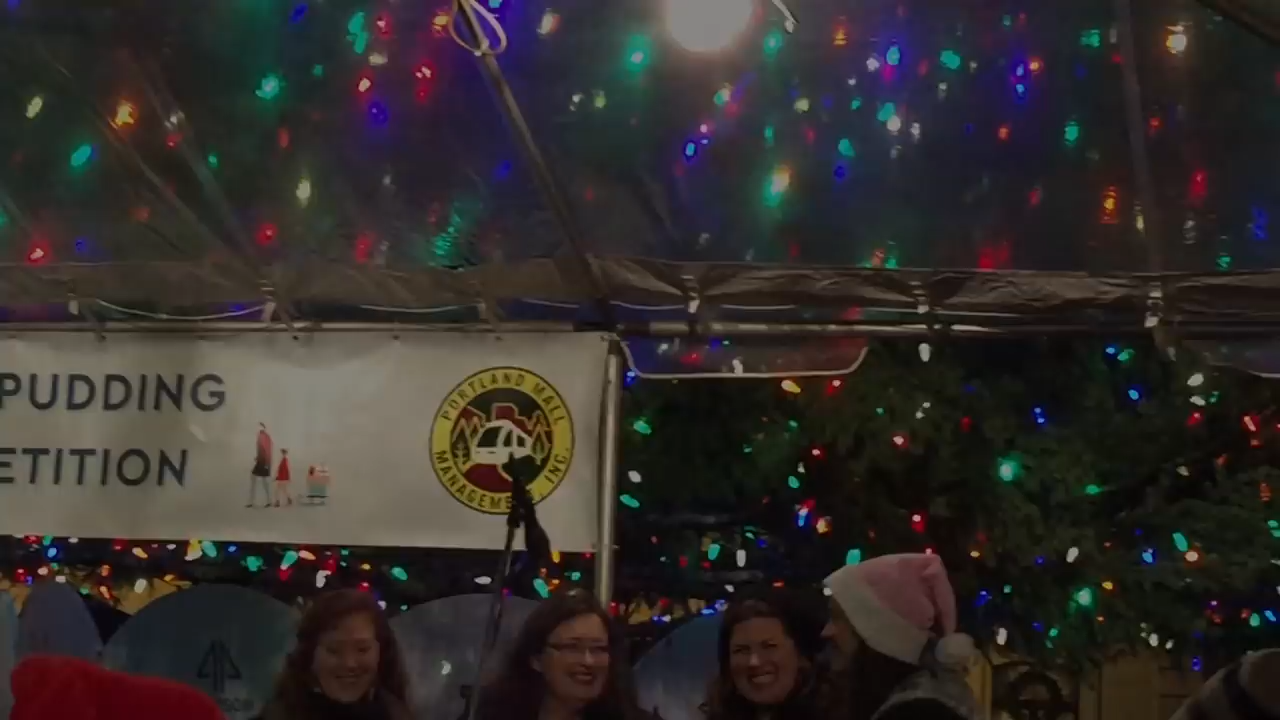 PUDDING
ETITION
PORTLAND MALL
MANAGEMENT, INC.